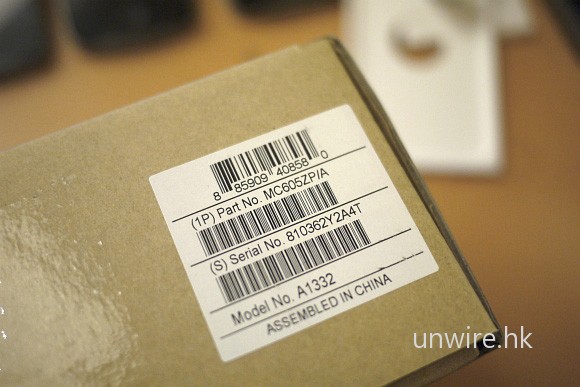 8 85909 40858 0
(1P) Part No. MC605ZP/A
(S) Serial No. 810362Y2A4T
Model No. A1332
ASSEMBLED IN CHINA
unwire.hk